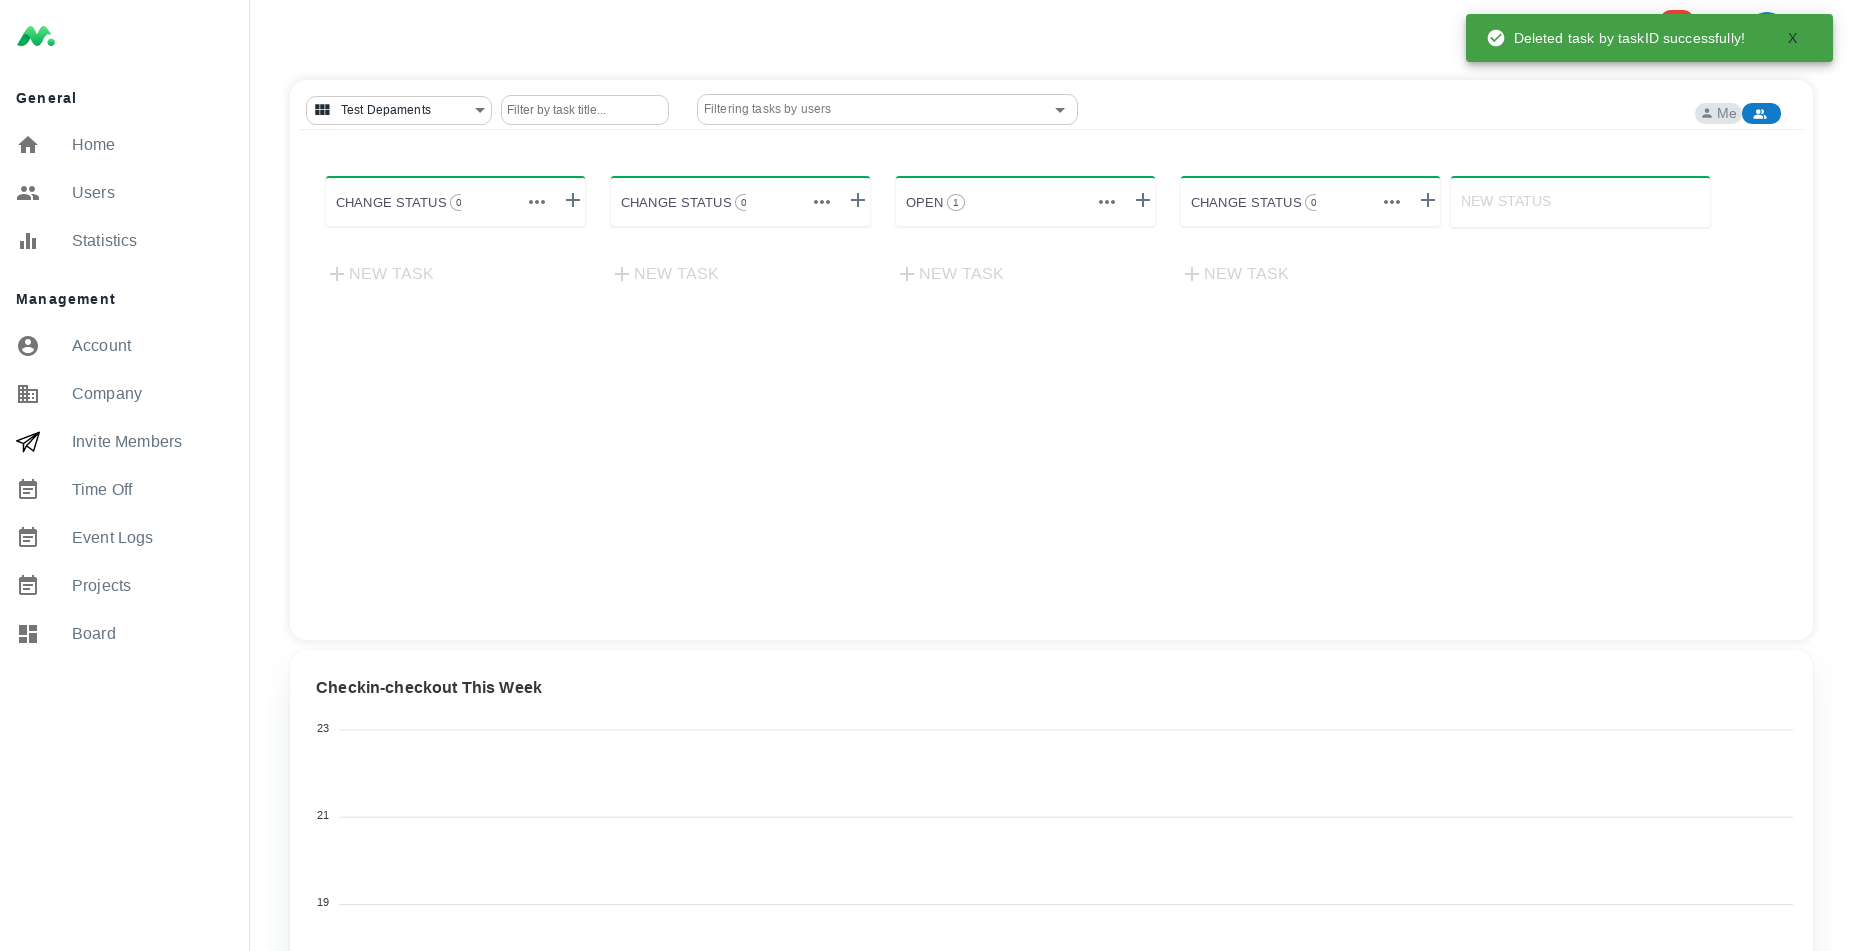 Deleted task by taskID successfully! X
General
Home
Users
Statistics
Management
Account
Company
Invite Members
Time Off
Event Logs
Projects
Board
Test Depaments
Filter by task title...
Filtering tasks by users
Me
CHANGE STATUS 0
CHANGE STATUS 0
OPEN 1
CHANGE STATUS 0
NEW STATUS
NEW TASK
NEW TASK
NEW TASK
NEW TASK
Checkin-checkout This Week
23
21
19